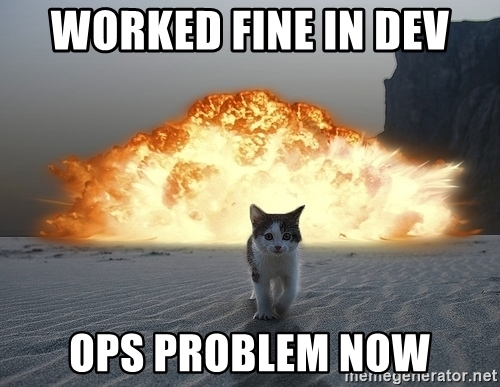 WORKED FINE IN DEV
OPS PROBLEM NOW
memegenerator.net